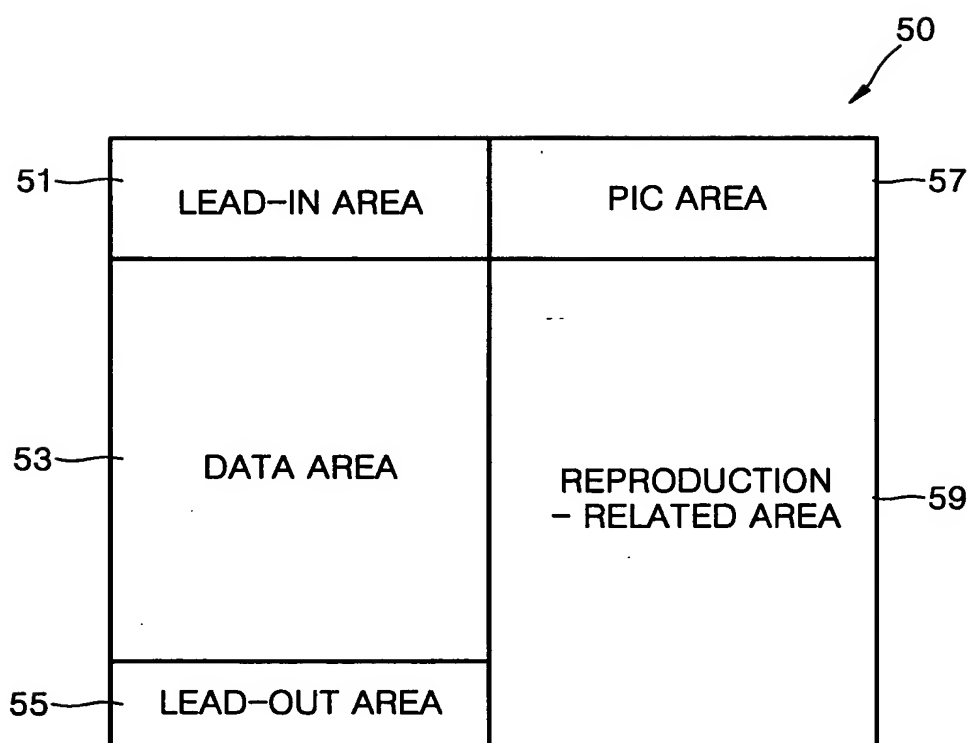 50
51
LEAD-IN AREA
PIC AREA
57
53
DATA AREA
REPRODUCTION
- RELATED AREA
59
55
LEAD-OUT AREA